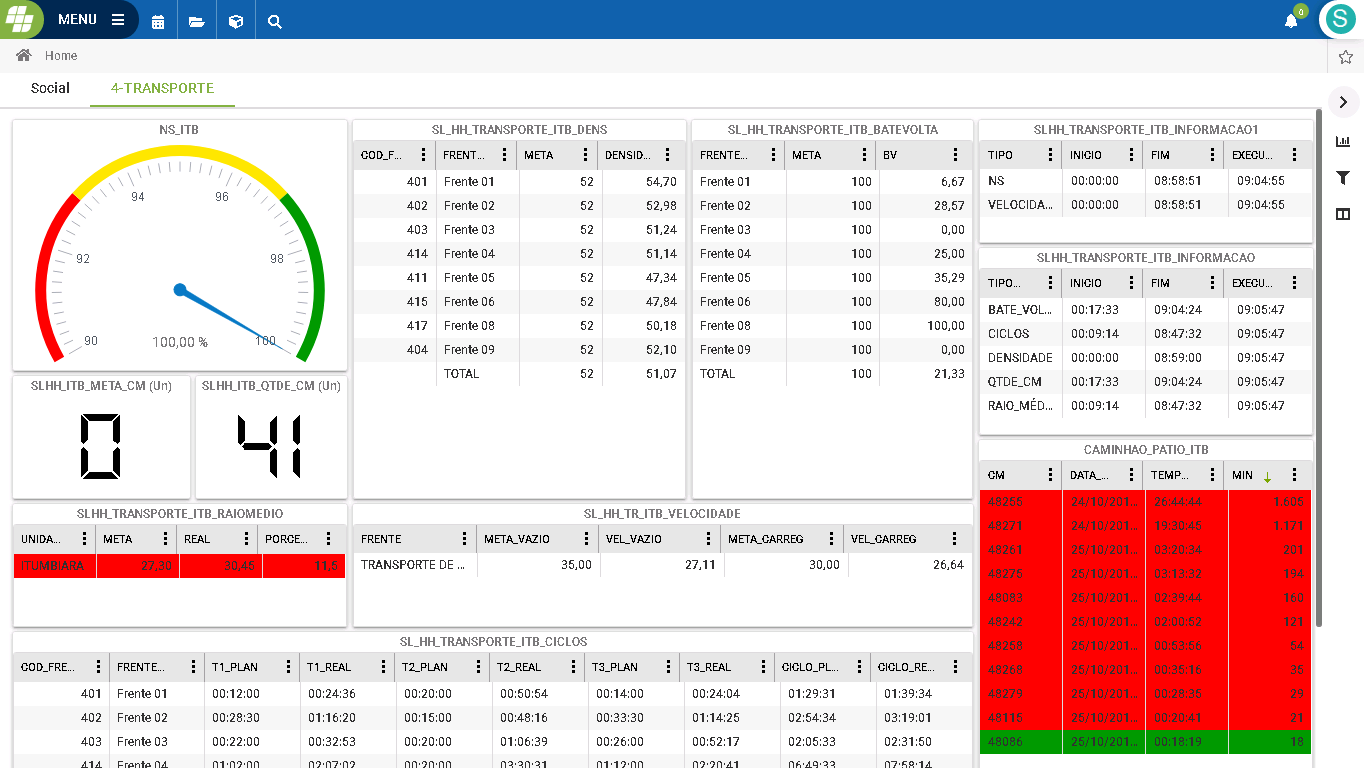 MENU
0
S
Home
Social 4-TRANSPORTE
NS_ITB
90 92 94 96 98 100
100,00 %
SLHH_ITB_META_CM (Un)
0
SLHH_ITB_QTDE_CM (Un)
41
SL_HH_TRANSPORTE_ITB_DENS
COD_F... FRENT... META DENSID...
401 Frente 01 52 54,70
402 Frente 02 52 52,98
403 Frente 03 52 51,24
414 Frente 04 52 51,14
411 Frente 05 52 47,34
415 Frente 06 52 47,84
417 Frente 08 52 50,18
404 Frente 09 52 52,10
TOTAL 52 51,07
SL_HH_TRANSPORTE_ITB_BATEVOLTA
FRENTE... META BV
Frente 01 100 6,67
Frente 02 100 28,57
Frente 03 100 0,00
Frente 04 100 25,00
Frente 05 100 35,29
Frente 06 100 80,00
Frente 08 100 100,00
Frente 09 100 0,00
TOTAL 100 21,33
SLHH_TRANSPORTE_ITB_INFORMACAO1
TIPO INICIO FIM EXECU...
NS 00:00:00 08:58:51 09:04:55
VELOCIDA... 00:00:00 08:58:51 09:04:55
SLHH_TRANSPORTE_ITB_INFORMACAO
TIPO... INICIO FIM EXECU...
BATE_VOL... 00:17:33 09:04:24 09:05:47
CICLOS 00:09:14 08:47:32 09:05:47
DENSIDADE 00:00:00 08:59:00 09:05:47
QTDE_CM 00:17:33 09:04:24 09:05:47
RAIO_MÉD... 00:09:14 08:47:32 09:05:47
SLHH_TRANSPORTE_ITB_RAIOMEDIO
UNIDA... META REAL PORCE...
ITUMBIARA 27,30 30,45 11,5
SL_HH_TR_ITB_VELOCIDADE
FRENTE META_VAZIO VEL_VAZIO META_CARREG VEL_CARREG
TRANSPORTE DE ... 35,00 27,11 30,00 26,64
CAMINHAO_PATIO_ITB
CM DATA_... TEMP... MIN
48255 24/10/201... 26:44:44 1.605
48271 24/10/201... 19:30:45 1.171
48261 25/10/201... 03:20:34 201
48275 25/10/201... 03:13:32 194
48083 25/10/201... 02:39:44 160
48242 25/10/201... 02:00:52 121
48258 25/10/201... 00:53:56 54
48268 25/10/201... 00:35:16 35
48279 25/10/201... 00:28:35 29
48115 25/10/201... 00:20:41 21
48086 25/10/201... 00:18:19 18
SL_HH_TRANSPORTE_ITB_CICLOS
COD_FRE... FRENTE... T1_PLAN T1_REAL T2_PLAN T2_REAL T3_PLAN T3_REAL CICLO_PL... CICLO_RE...
401 Frente 01 00:12:00 00:24:36 00:20:00 00:50:54 00:14:00 00:24:04 01:29:31 01:39:34
402 Frente 02 00:28:30 01:16:20 00:15:00 00:48:16 00:33:30 01:14:25 02:54:34 03:19:01
403 Frente 03 00:22:00 00:32:53 00:20:00 01:06:39 00:26:00 00:52:17 02:05:33 02:31:50
414 Frente 04 01:02:00 02:07:02 00:20:00 03:30:31 01:12:00 02:20:41 06:49:33 07:58:14